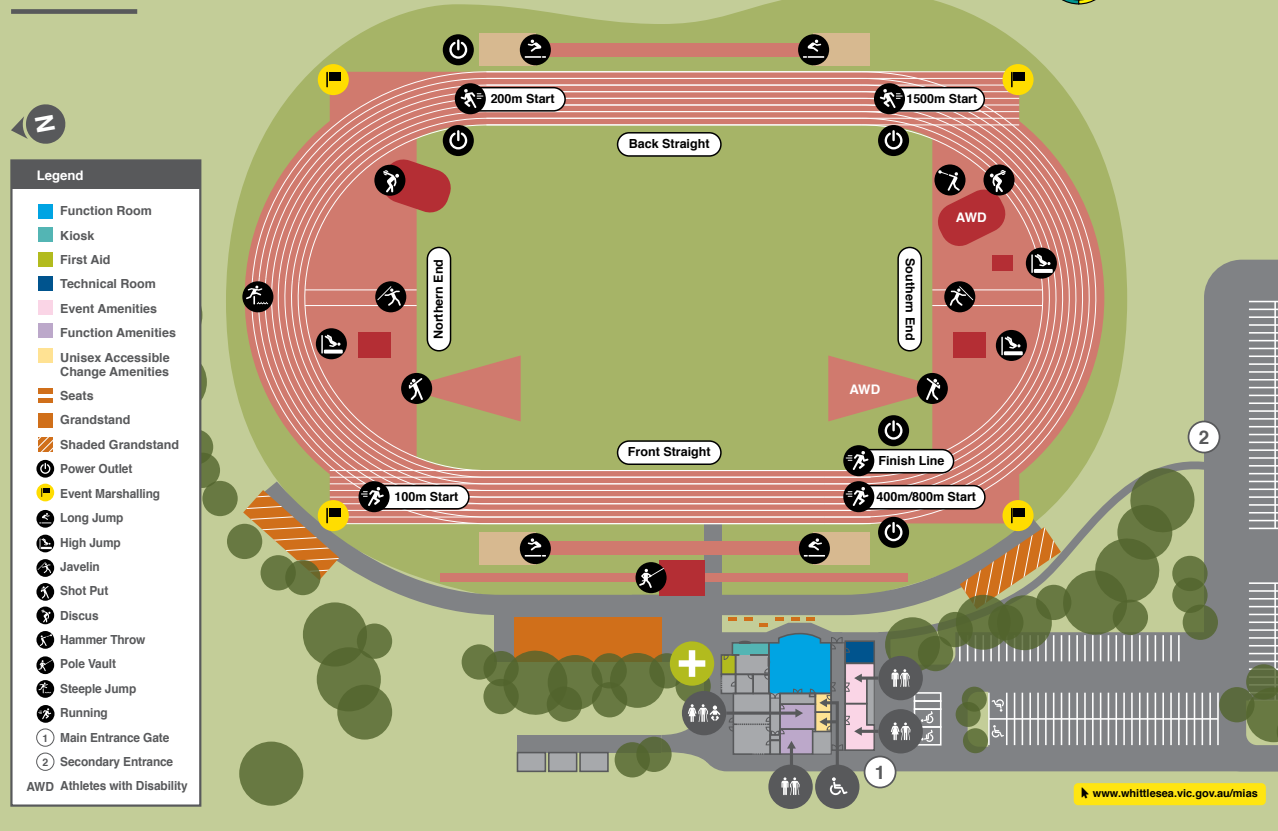 200m Start
1500m Start
Back Straight
N
Legend
Function Room
Kiosk
First Aid
Technical Room
Event Amenities
Function Amenities
Unisex Accessible
Change Amenities
Seats
Grandstand
Shaded Grandstand
Power Outlet
Event Marshalling
Long Jump
High Jump
Javelin
Shot Put
Discus
Hammer Throw
Pole Vault
Steeple Jump
Running
1 Main Entrance Gate
2 Secondary Entrance
AWD Athletes with Disability
AWD
Northern End
Southern End
AWD
2
Front Straight
Finish Line
100m Start
400m/800m Start
1
www.whittlesea.vic.gov.au/mias